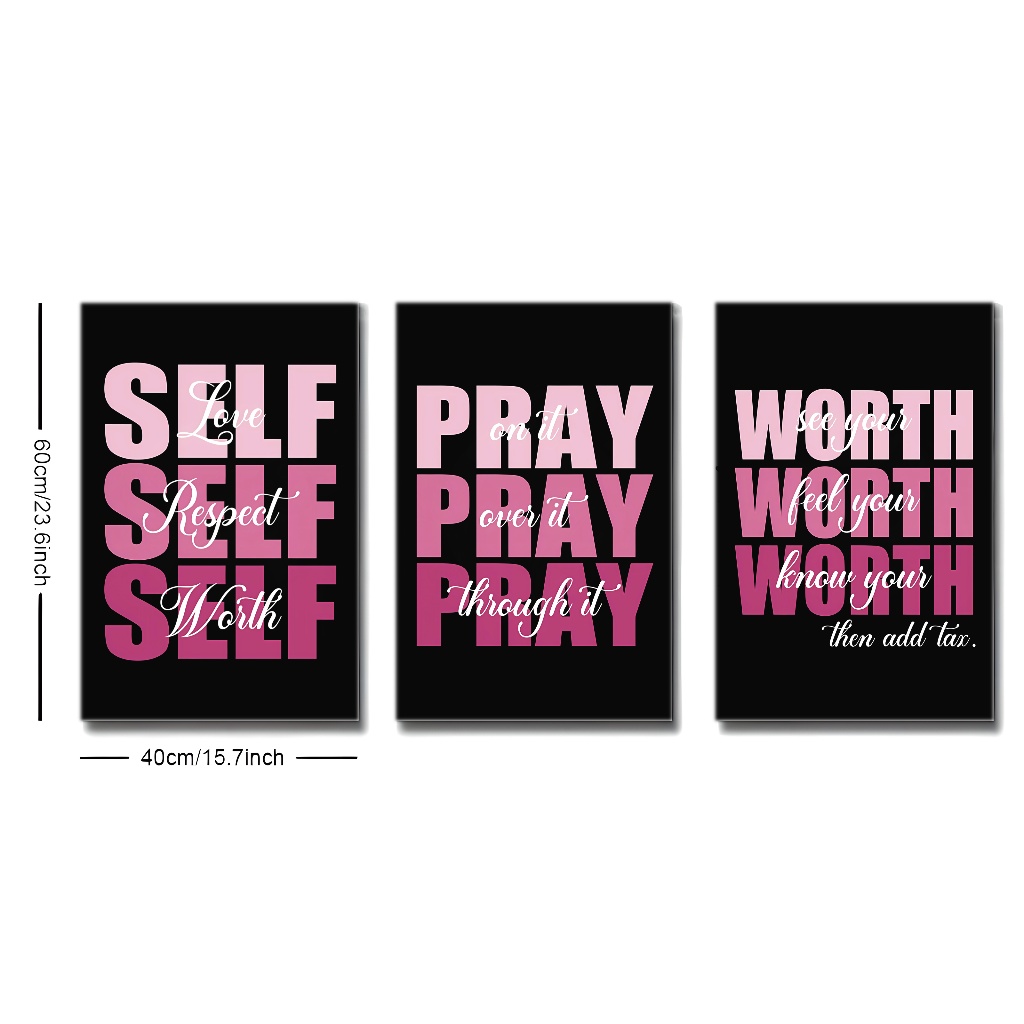 SELF
Love
SELF
Respect
SELF
Worth
PRAY
on it
PRAY
over it
PRAY
through it
see your
WORTH
feel your
WORTH
know your
WORTH
then add tax.
60cm/23.6inch
40cm/15.7inch